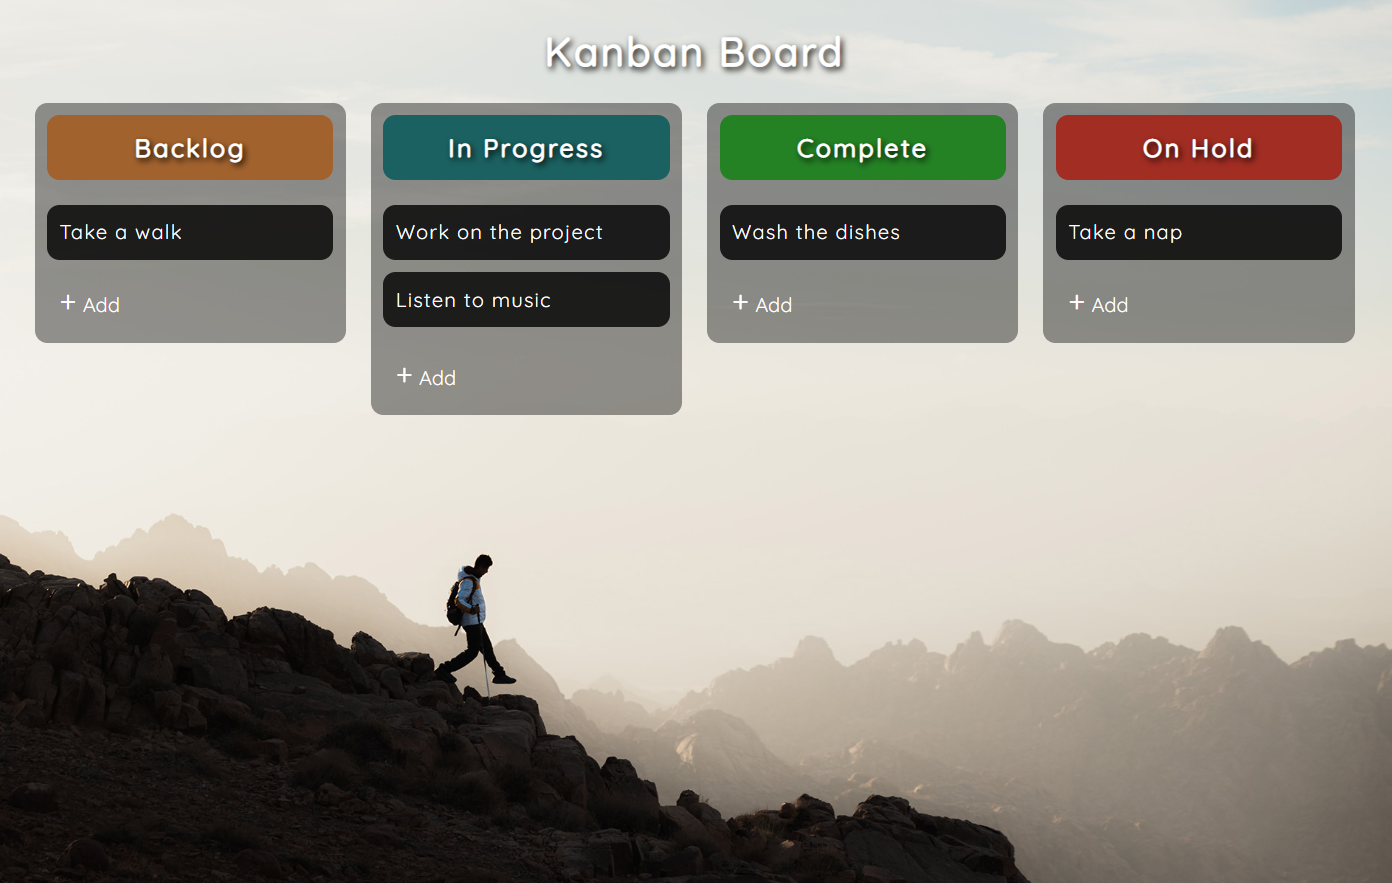 Kanban Board
Backlog
Take a walk
+ Add
In Progress
Work on the project
Listen to music
+ Add
Complete
Wash the dishes
+ Add
On Hold
Take a nap
+ Add